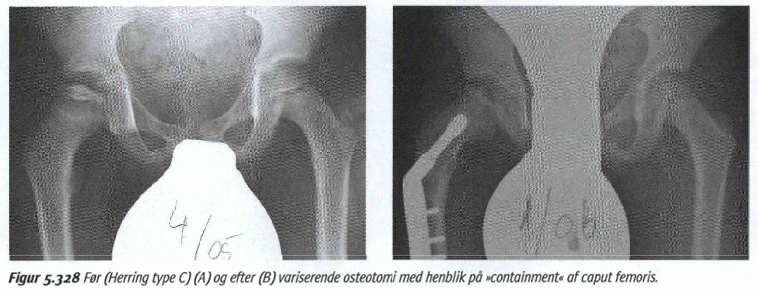 4/05
1/06
Figur 5.328 Før (Herring type C) (A) og efter (B) variserende osteotomi med henblik på »containment« af caput femoris.